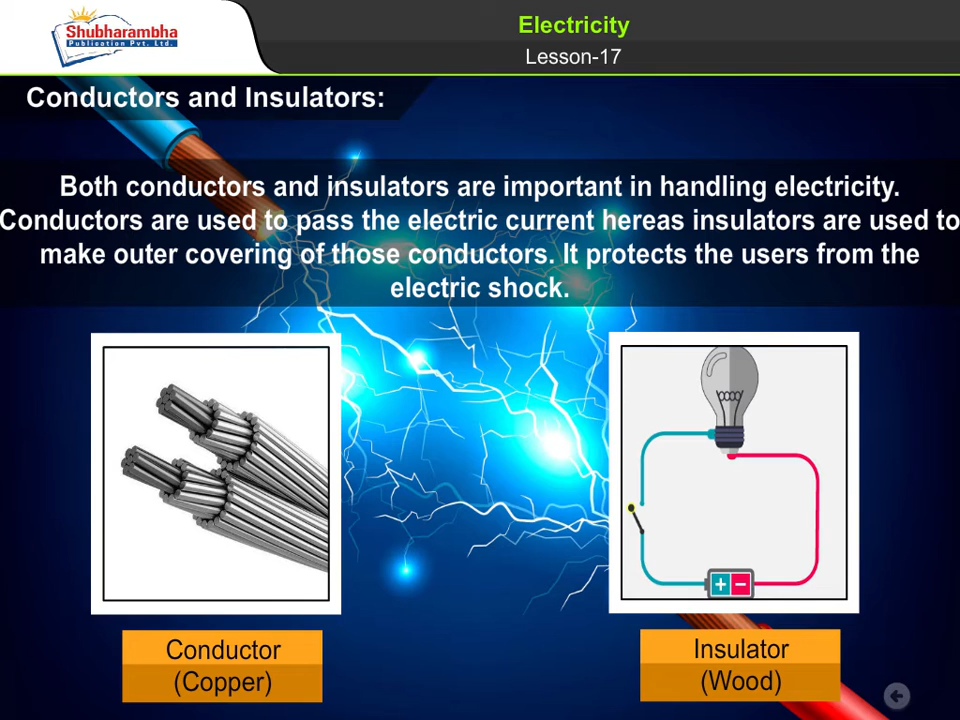 Shubharambha
Publication Pvt. Ltd.
Electricity
Lesson-17
Conductors and Insulators:
Both conductors and insulators are important in handling electricity.
Conductors are used to pass the electric current hereas insulators are used to
make outer covering of those conductors. It protects the users from the
electric shock.
+ −
Conductor
(Copper)
Insulator
(Wood)